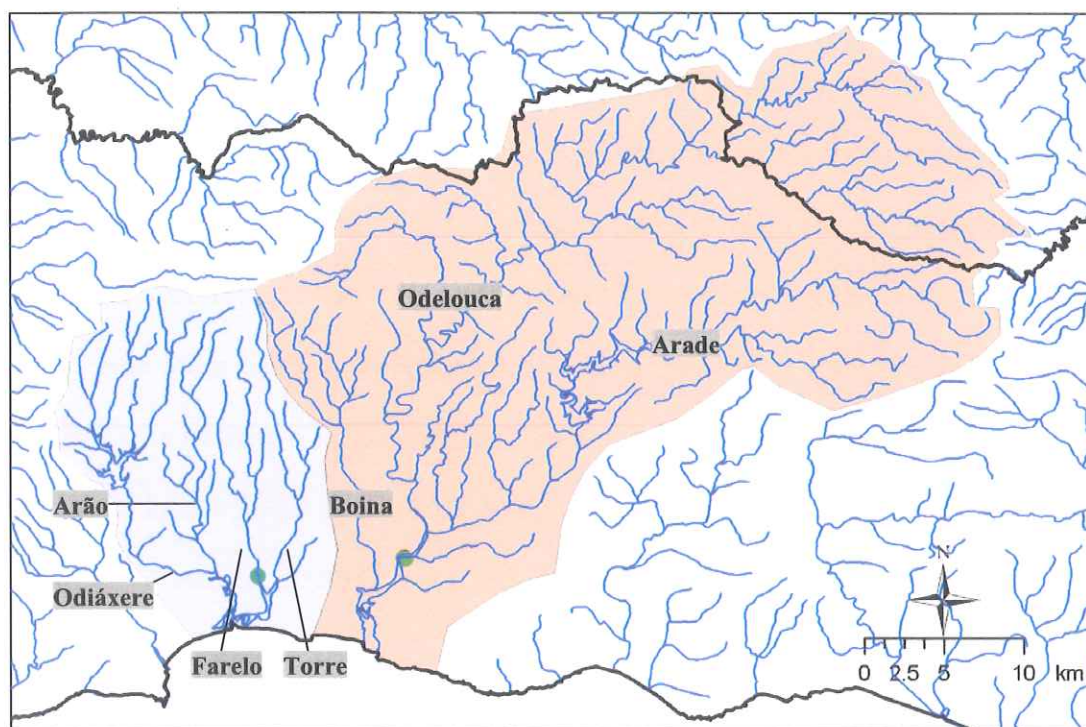 Odelouca
Arade
Arão
Boina
Odiáxere
Farelo Torre
N
0 2.5 5 10 km